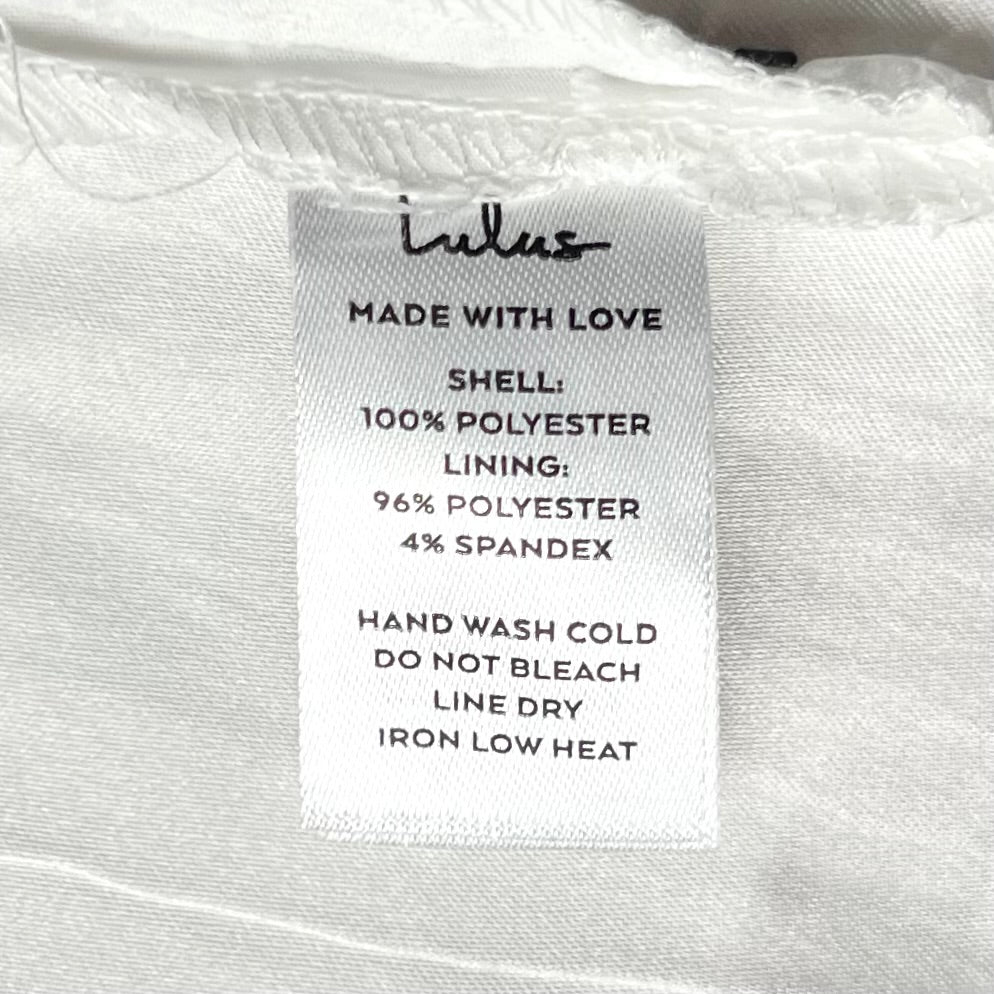 Lulus
MADE WITH LOVE
SHELL:
100% POLYESTER
LINING:
96% POLYESTER
4% SPANDEX
HAND WASH COLD
DO NOT BLEACH
LINE DRY
IRON LOW HEAT